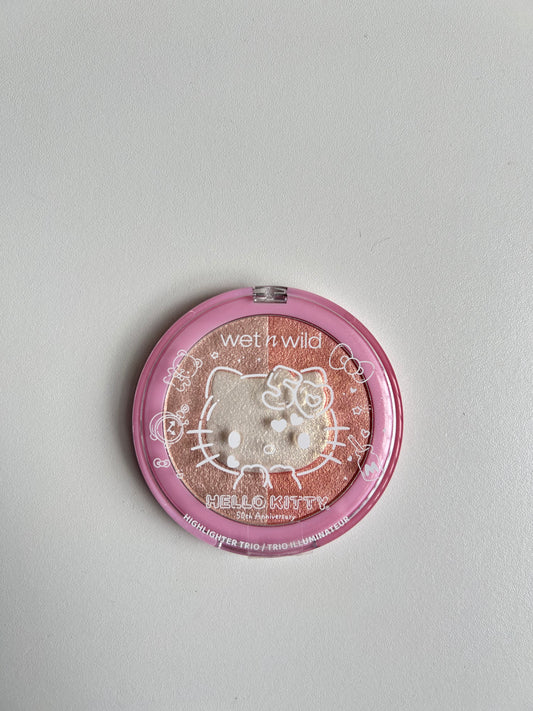 wet n wild
HELLO KITTY
50th Anniversary
HIGHLIGHTER TRIO / TRIO ILLUMINATEUR